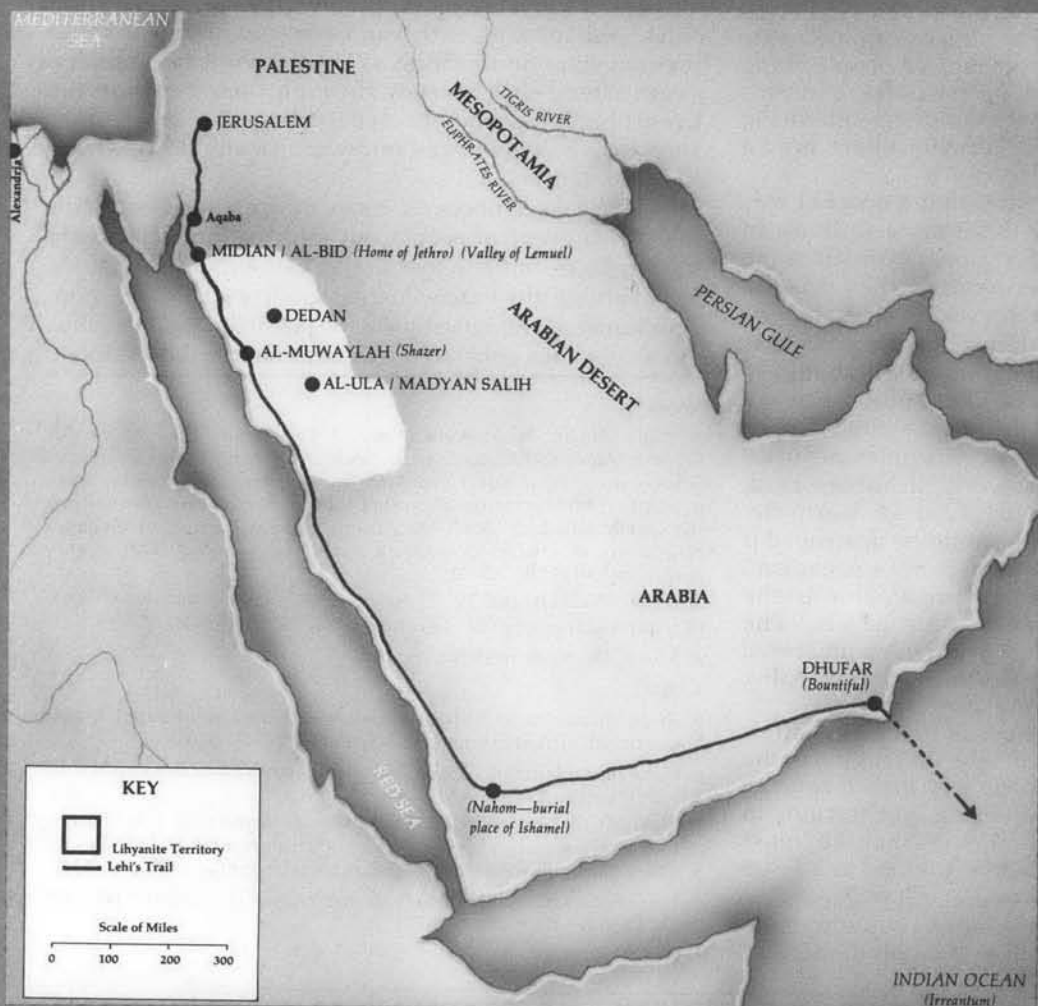 MEDITERRANEAN
SEA
PALESTINE
TIGRIS RIVER
MESOPOTAMIA
EUPHRATES RIVER
JERUSALEM
Alexandria
Aqaba
MIDIAN / AL-BID (Home of Jethro) (Valley of Lemuel)
DEDAN
AL-MUWAYLAH (Shazer)
AL-ULA / MADYAN SALIH
ARABIAN DESERT
PERSIAN GULF
ARABIA
DHUFAR
(Bountiful)
RED SEA
(Nahom—burial
place of Ishamel)
KEY
Lihyanite Territory
Lehi's Trail
Scale of Miles
0 100 200 300
INDIAN OCEAN
(Irreantum)